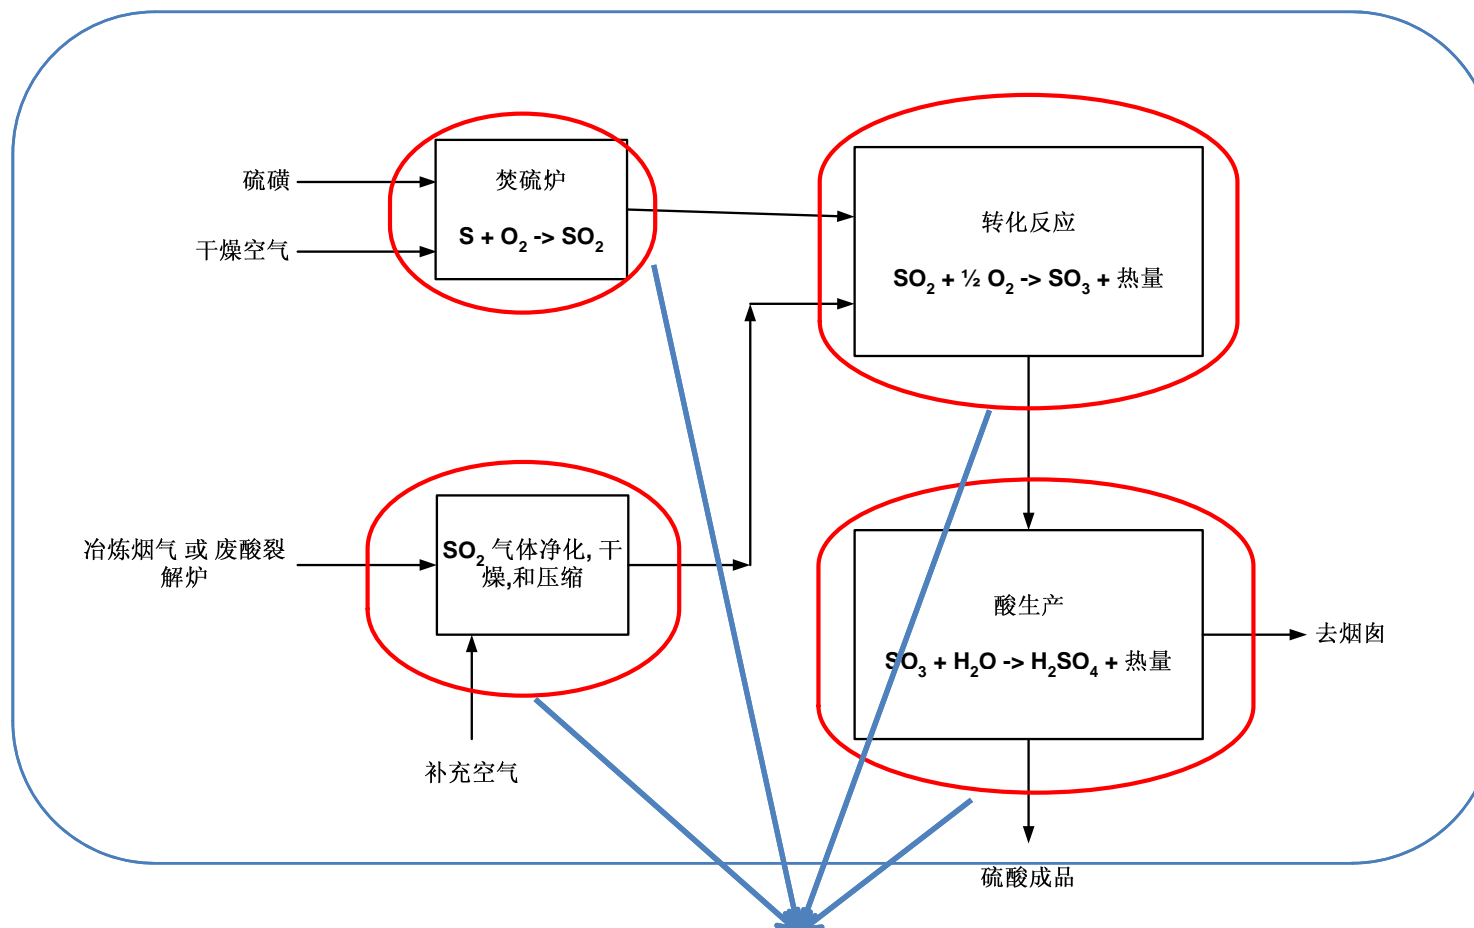 硫磺
干燥空气
焚硫炉
S + O₂ -> SO₂
转化反应
SO₂ + ½ O₂ -> SO₃ + 热量
冶炼烟气 或 废酸裂
解炉
SO₂ 气体净化, 干
燥,和压缩
补充空气
酸生产
SO₃ + H₂O -> H₂SO₄ + 热量
去烟囱
硫酸成品